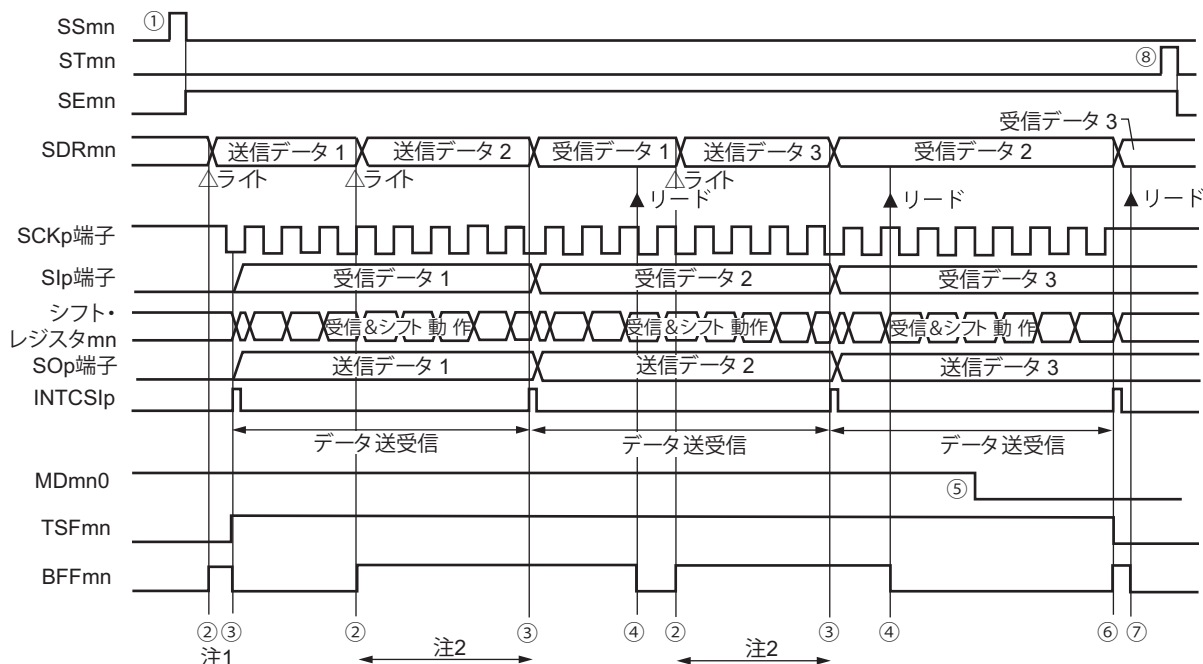 SSmn ①
STmn ⑧
SEmn
受信データ 3
SDRmn 送信データ 1 送信データ 2 受信データ 1 送信データ 3 受信データ 2
△ライト △ライト △ライト
▲リード ▲リード ▲リード
SCKp端子
SIp端子 受信データ 1 受信データ 2 受信データ 3
シフト・
レジスタmn 受信&シフト 動 作 受信&シフト 動作 受信&シフト 動 作
SOp端子 送信データ 1 送信データ 2 送信データ 3
INTCSIp
データ送受信 データ送受信 データ送受信
MDmn0 ⑤
TSFmn
BFFmn
② ③ ② ③ ④ ② ③ ④ ⑥ ⑦
注1 注2 注2